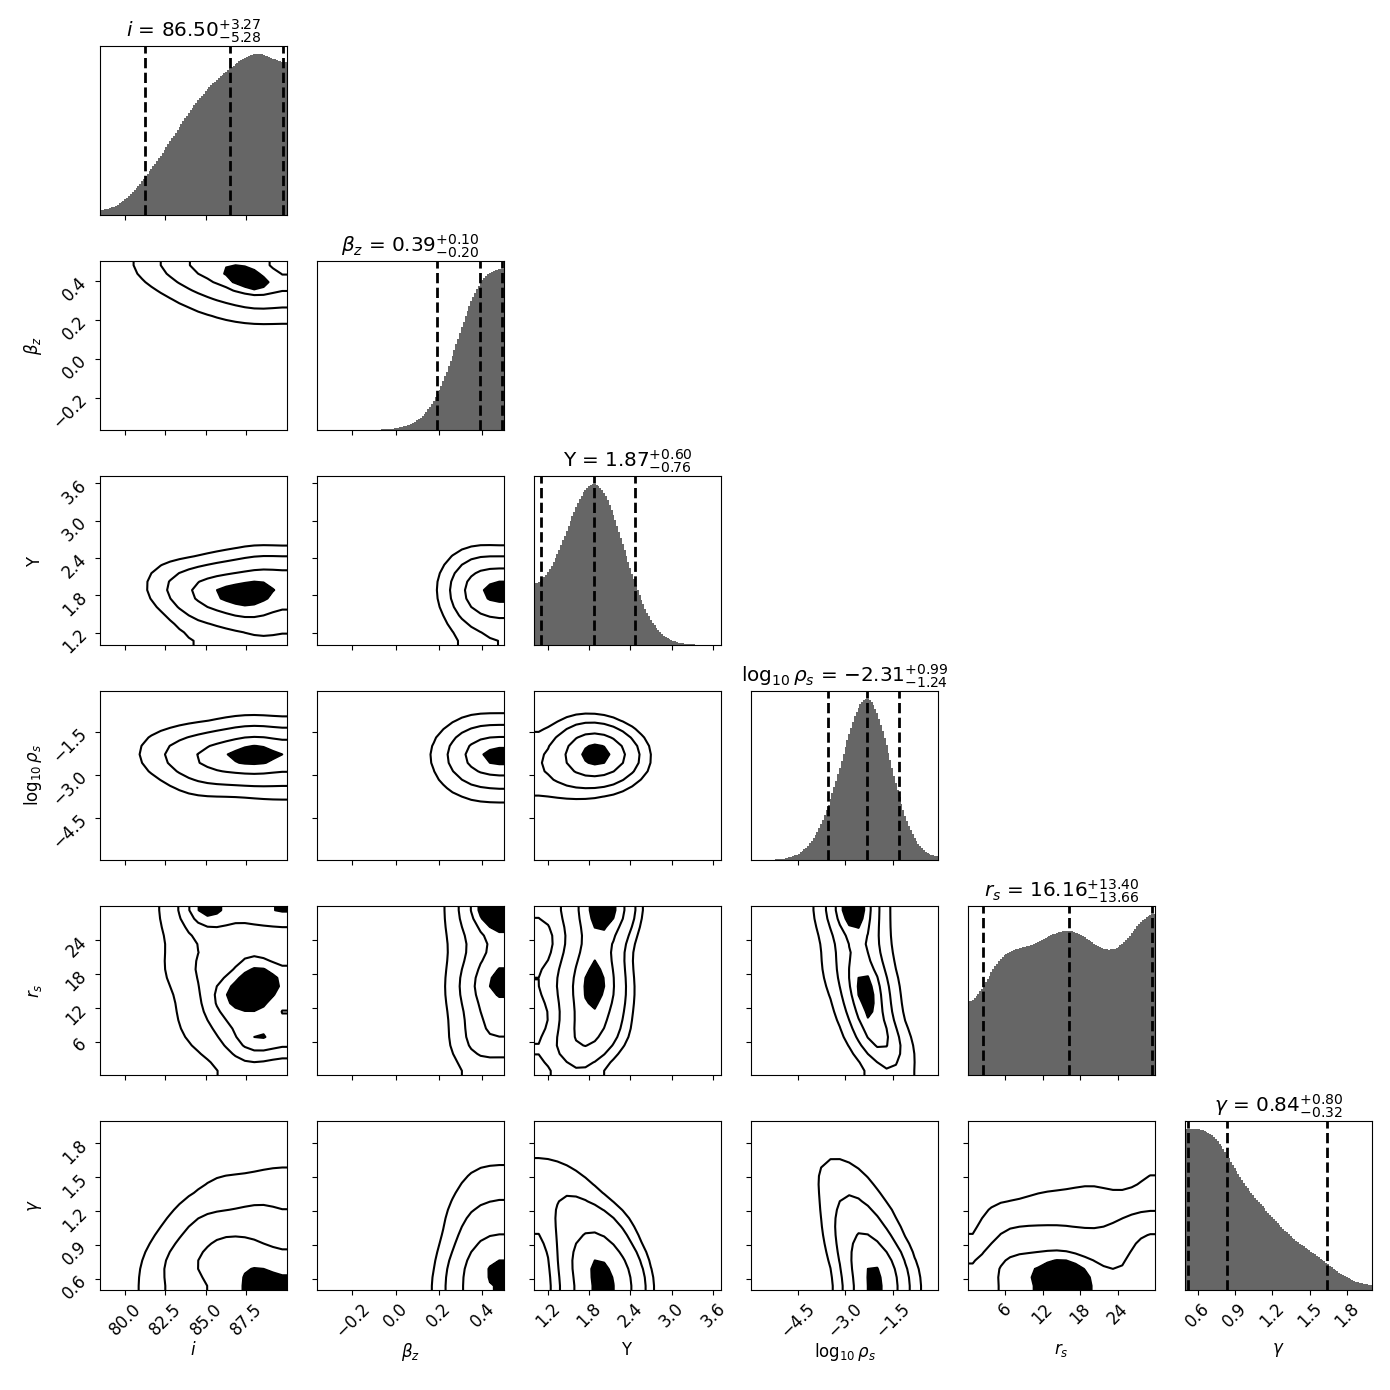 i = 86.50^{+3.27}_{-5.28}
β_z = 0.39^{+0.10}_{-0.20}
0.4
0.2
0.0
−0.2
β_z
Y = 1.87^{+0.60}_{-0.76}
3.6
3.0
2.4
1.8
1.2
Y
log₁₀ ρ_s = −2.31^{+0.99}_{-1.24}
−1.5
−3.0
−4.5
log₁₀ ρ_s
r_s = 16.16^{+13.40}_{-13.66}
24
18
12
6
r_s
γ = 0.84^{+0.80}_{-0.32}
1.8
1.5
1.2
0.9
0.6
γ
80.0 82.5 85.0 87.5 −0.2 0.0 0.2 0.4 1.2 1.8 2.4 3.0 3.6 −4.5 −3.0 −1.5 6 12 18 24 0.6 0.9 1.2 1.5 1.8
i β_z Y log₁₀ ρ_s r_s γ